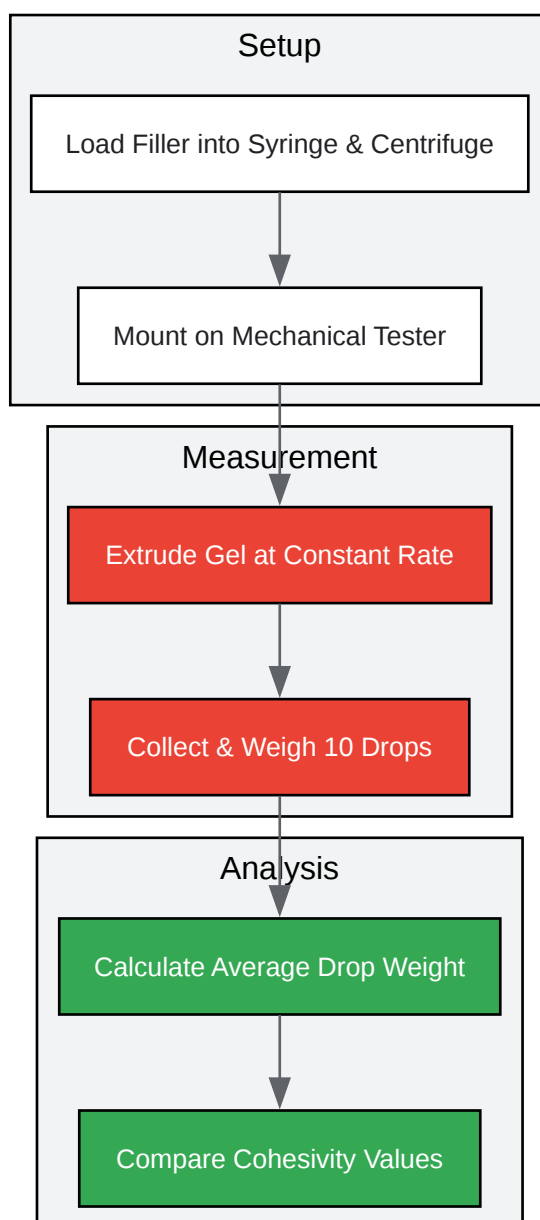 Setup
Load Filler into Syringe & Centrifuge
Mount on Mechanical Tester
Measurement
Extrude Gel at Constant Rate
Collect & Weigh 10 Drops
Analysis
Calculate Average Drop Weight
Compare Cohesivity Values